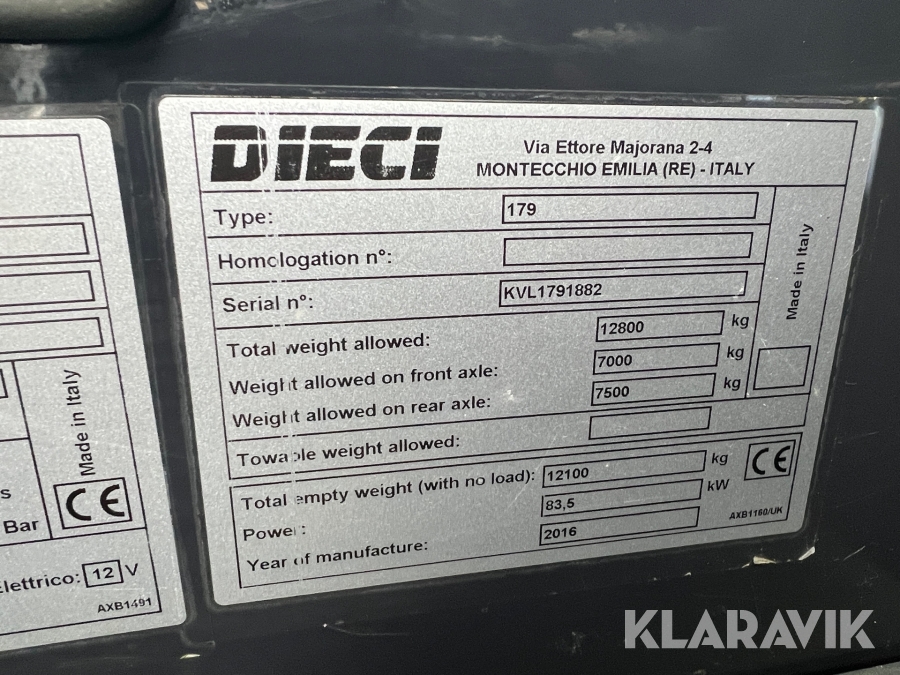 DIECI
Via Ettore Majorana 2-4
MONTECCHIO EMILIA (RE) - ITALY
Type: 179
Homologation n°:
Serial n°: KVL1791882
Total weight allowed: 12800 kg
Weight allowed on front axle: 7000 kg
Weight allowed on rear axle: 7500 kg
Towable weight allowed:
Total empty weight (with no load): 12100 kg
Power: 83,5 kW
Year of manufacture: 2016
Made in Italy
CE
AXB1160/UK
Made in Italy
CE
s
Bar
Elettrico: 12 V
AXB1491
KLARAVIK